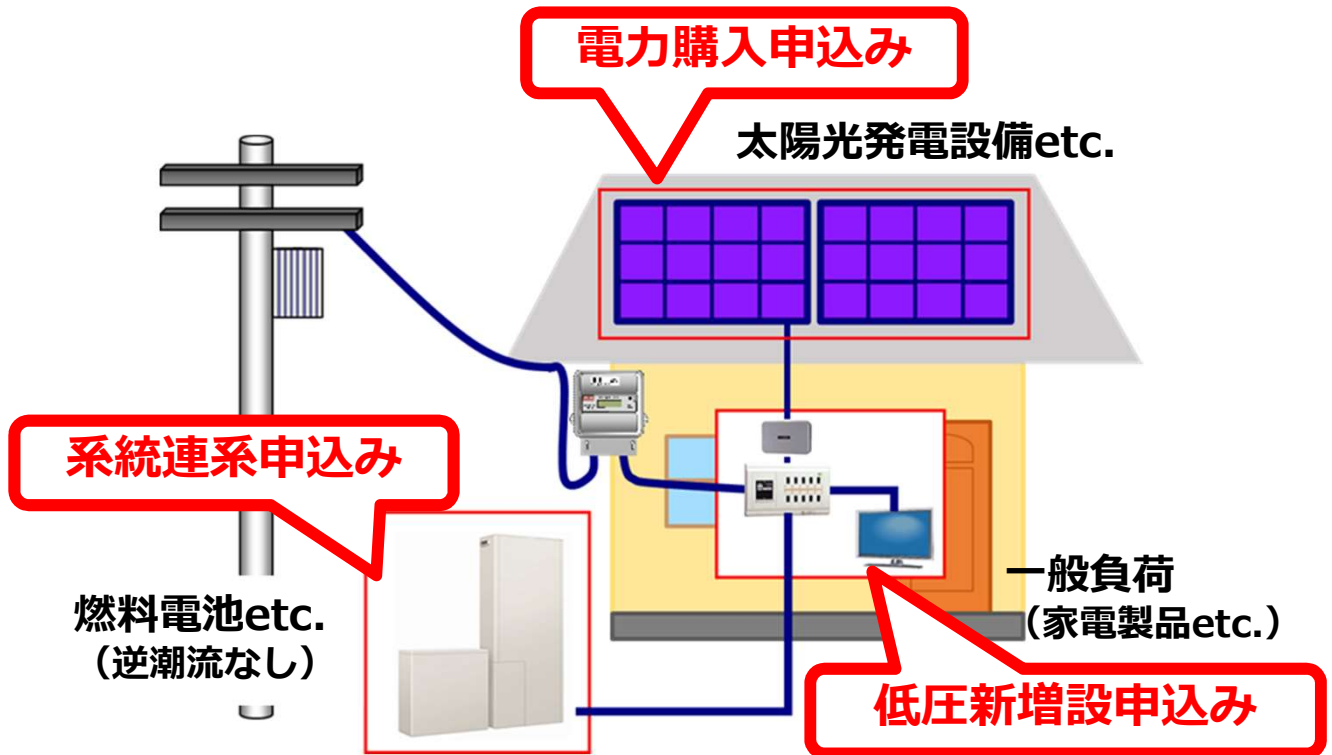 電力購入申込み
太陽光発電設備etc.
系統連系申込み
燃料電池etc.
（逆潮流なし）
一般負荷
（家電製品etc.）
低圧新増設申込み